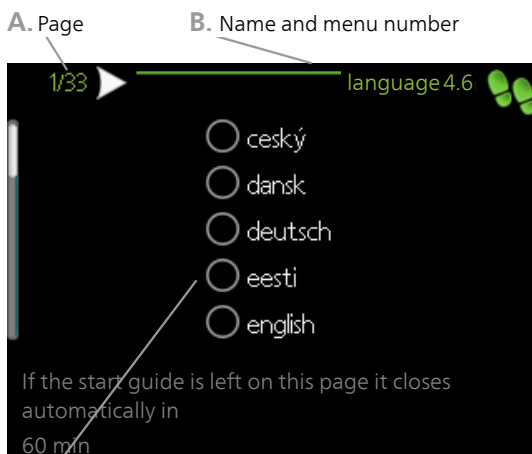 A. Page
B. Name and menu number
1/33
language 4.6
ceský
dansk
deutsch
eesti
english
If the start guide is left on this page it closes
automatically in
60 min